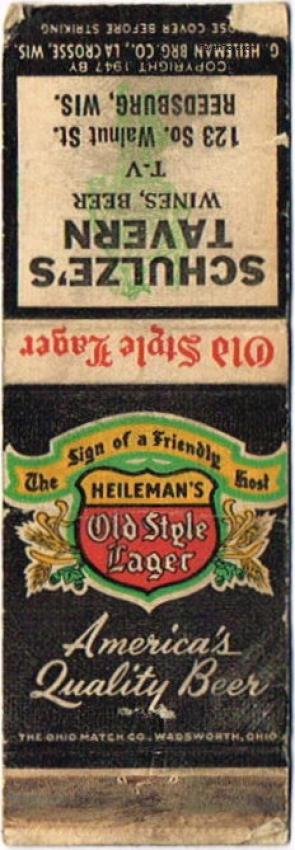 SCHULZE'S
TAVERN
WINES, BEER
T-V
123 So. Walnut St.
REEDSBURG, WIS.
COPYRIGHT 1947 BY
G. HEILEMAN BRG. CO., LA CROSSE, WIS.
CLOSE COVER BEFORE STRIKING
Old Style Lager
The Sign of a Friendly Host
HEILEMAN'S
Old Style
Lager
America's
Quality Beer
THE OHIO MATCH CO., WADSWORTH, OHIO